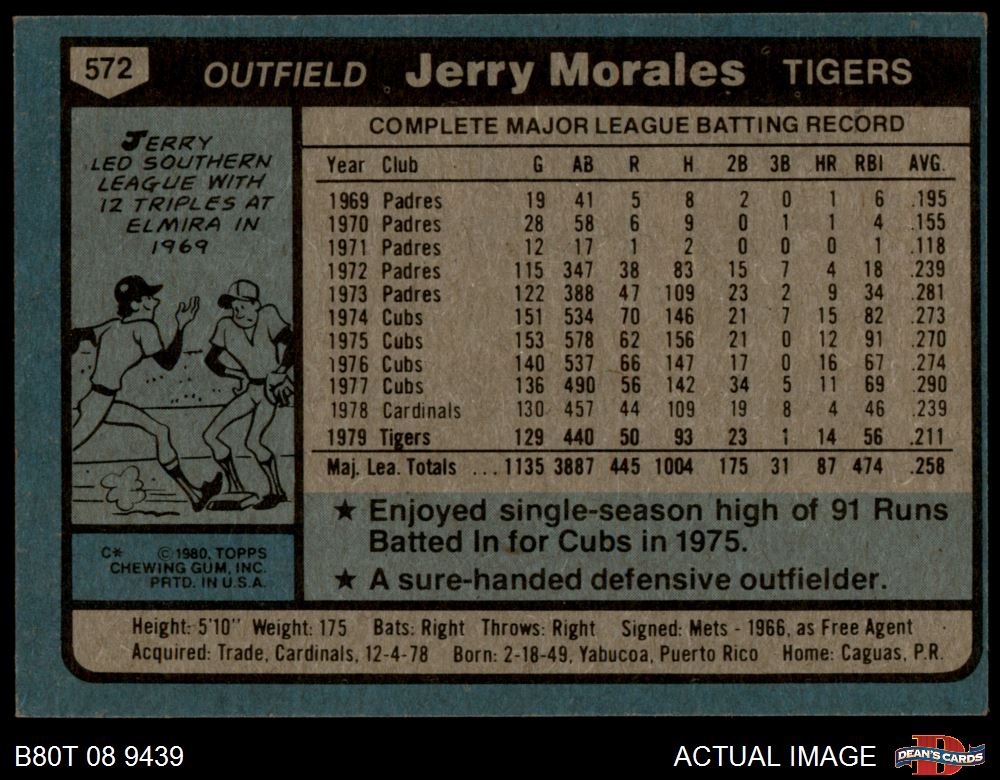 572 OUTFIELD Jerry Morales TIGERS
JERRY
LED SOUTHERN
LEAGUE WITH
12 TRIPLES AT
ELMIRA IN
1969
COMPLETE MAJOR LEAGUE BATTING RECORD
Year Club G AB R H 2B 3B HR RBI AVG.
1969 Padres 19 41 5 8 2 0 1 6 .195
1970 Padres 28 58 6 9 0 1 1 4 .155
1971 Padres 12 17 1 2 0 0 0 1 .118
1972 Padres 115 347 38 83 15 7 4 18 .239
1973 Padres 122 388 47 109 23 2 9 34 .281
1974 Cubs 151 534 70 146 21 7 15 82 .273
1975 Cubs 153 578 62 156 21 0 12 91 .270
1976 Cubs 140 537 66 147 17 0 16 67 .274
1977 Cubs 136 490 56 142 34 5 11 69 .290
1978 Cardinals 130 457 44 109 19 8 4 46 .239
1979 Tigers 129 440 50 93 23 1 14 56 .211
Maj. Lea. Totals ...1135 3887 445 1004 175 31 87 474 .258
★ Enjoyed single-season high of 91 Runs
Batted In for Cubs in 1975.
★ A sure-handed defensive outfielder.
C* ©1980, TOPPS
CHEWING GUM, INC.
PRTD. IN U.S.A.
Height: 5'10" Weight: 175 Bats: Right Throws: Right Signed: Mets - 1966, as Free Agent
Acquired: Trade, Cardinals, 12-4-78 Born: 2-18-49, Yabucoa, Puerto Rico Home: Caguas, P.R.
B80T 08 9439
ACTUAL IMAGE
D
DEAN'S CARDS